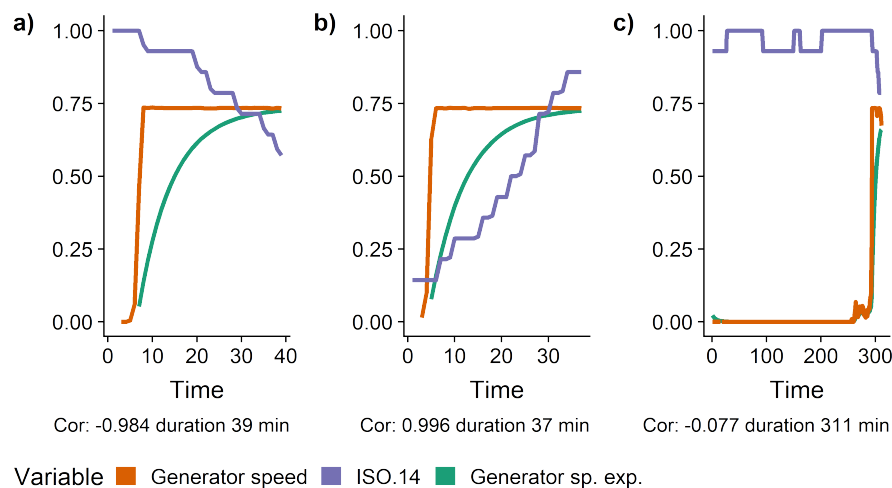 a)
1.00
0.75
0.50
0.25
0.00
0 10 20 30 40
Time
Cor: -0.984 duration 39 min
b)
1.00
0.75
0.50
0.25
0.00
0 10 20 30
Time
Cor: 0.996 duration 37 min
c)
1.00
0.75
0.50
0.25
0.00
0 100 200 300
Time
Cor: -0.077 duration 311 min
Variable Generator speed ISO.14 Generator sp. exp.